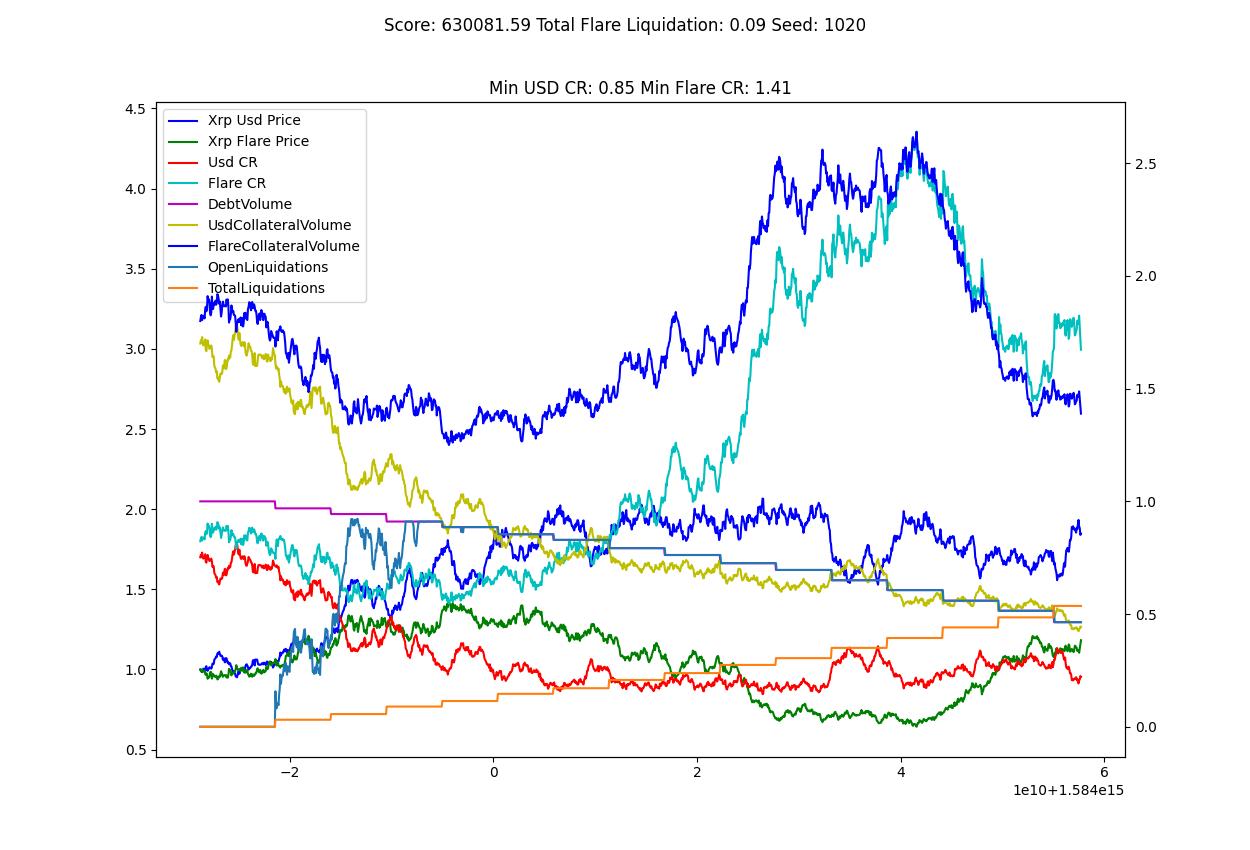 Score: 630081.59 Total Flare Liquidation: 0.09 Seed: 1020
Min USD CR: 0.85 Min Flare CR: 1.41
4.5
4.0
3.5
3.0
2.5
2.0
1.5
1.0
0.5
Xrp Usd Price
Xrp Flare Price
Usd CR
Flare CR
DebtVolume
UsdCollateralVolume
FlareCollateralVolume
OpenLiquidations
TotalLiquidations
2.5
2.0
1.5
1.0
0.5
0.0
−2 0 2 4 6
1e10+1.584e15